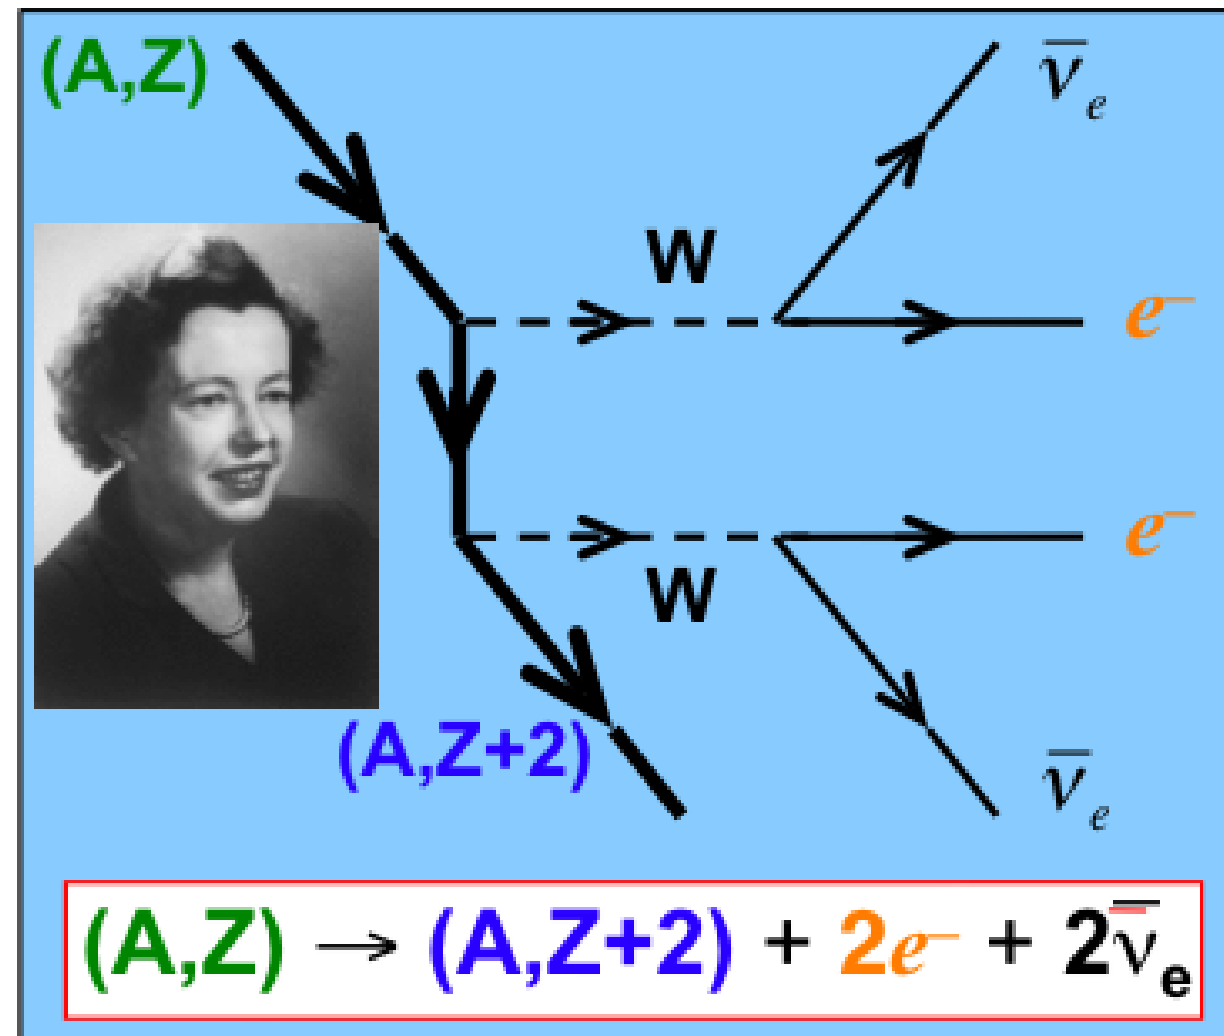 (A,Z)
ν̅ₑ
W
e⁻
e⁻
W
(A,Z+2)
ν̅ₑ
(A,Z) → (A,Z+2) + 2e⁻ + 2ν̅ₑ